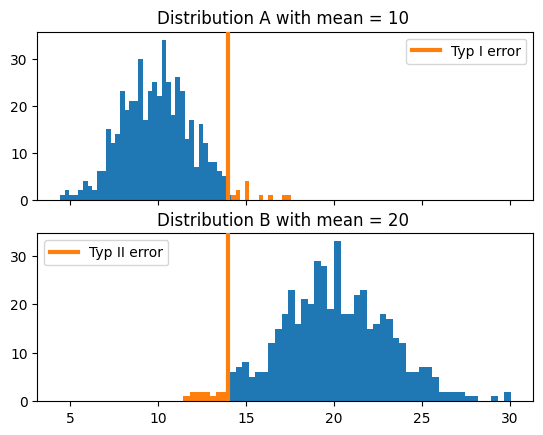 Distribution A with mean = 10
30
20
10
0
Typ I error
Distribution B with mean = 20
30
20
10
0
Typ II error
5 10 15 20 25 30